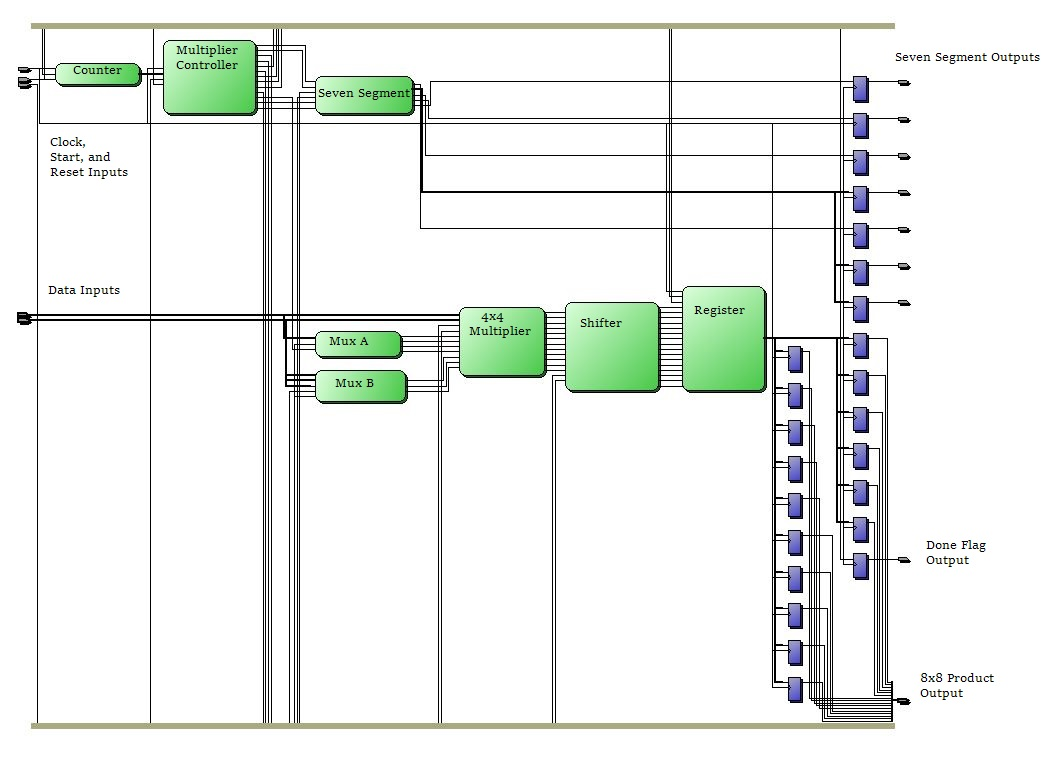 Seven Segment Outputs
Multiplier
Controller
Counter
Seven Segment
Clock,
Start, and
Reset Inputs
Data Inputs
4x4
Multiplier
Shifter
Register
Mux A
Mux B
Done Flag
Output
8x8 Product
Output